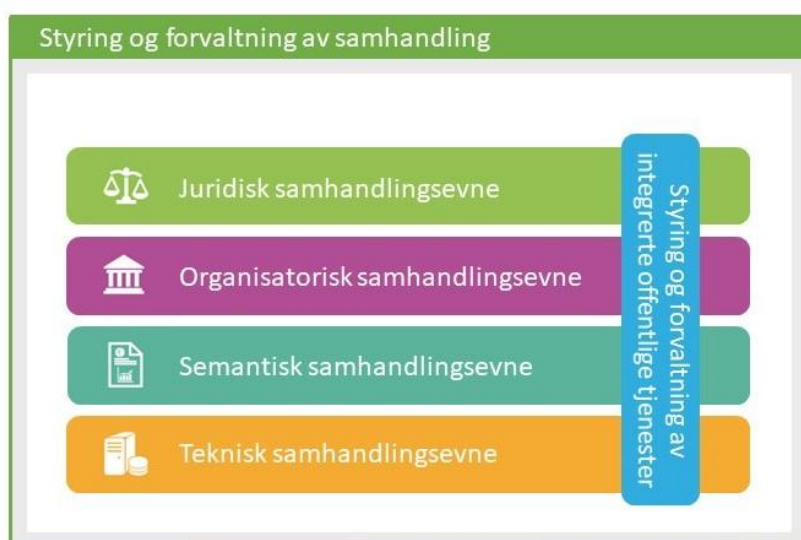 Styring og forvaltning av samhandling
Juridisk samhandlingsevne
Organisatorisk samhandlingsevne
Semantisk samhandlingsevne
Teknisk samhandlingsevne
Styring og forvaltning av
integrerte offentlige tjenester